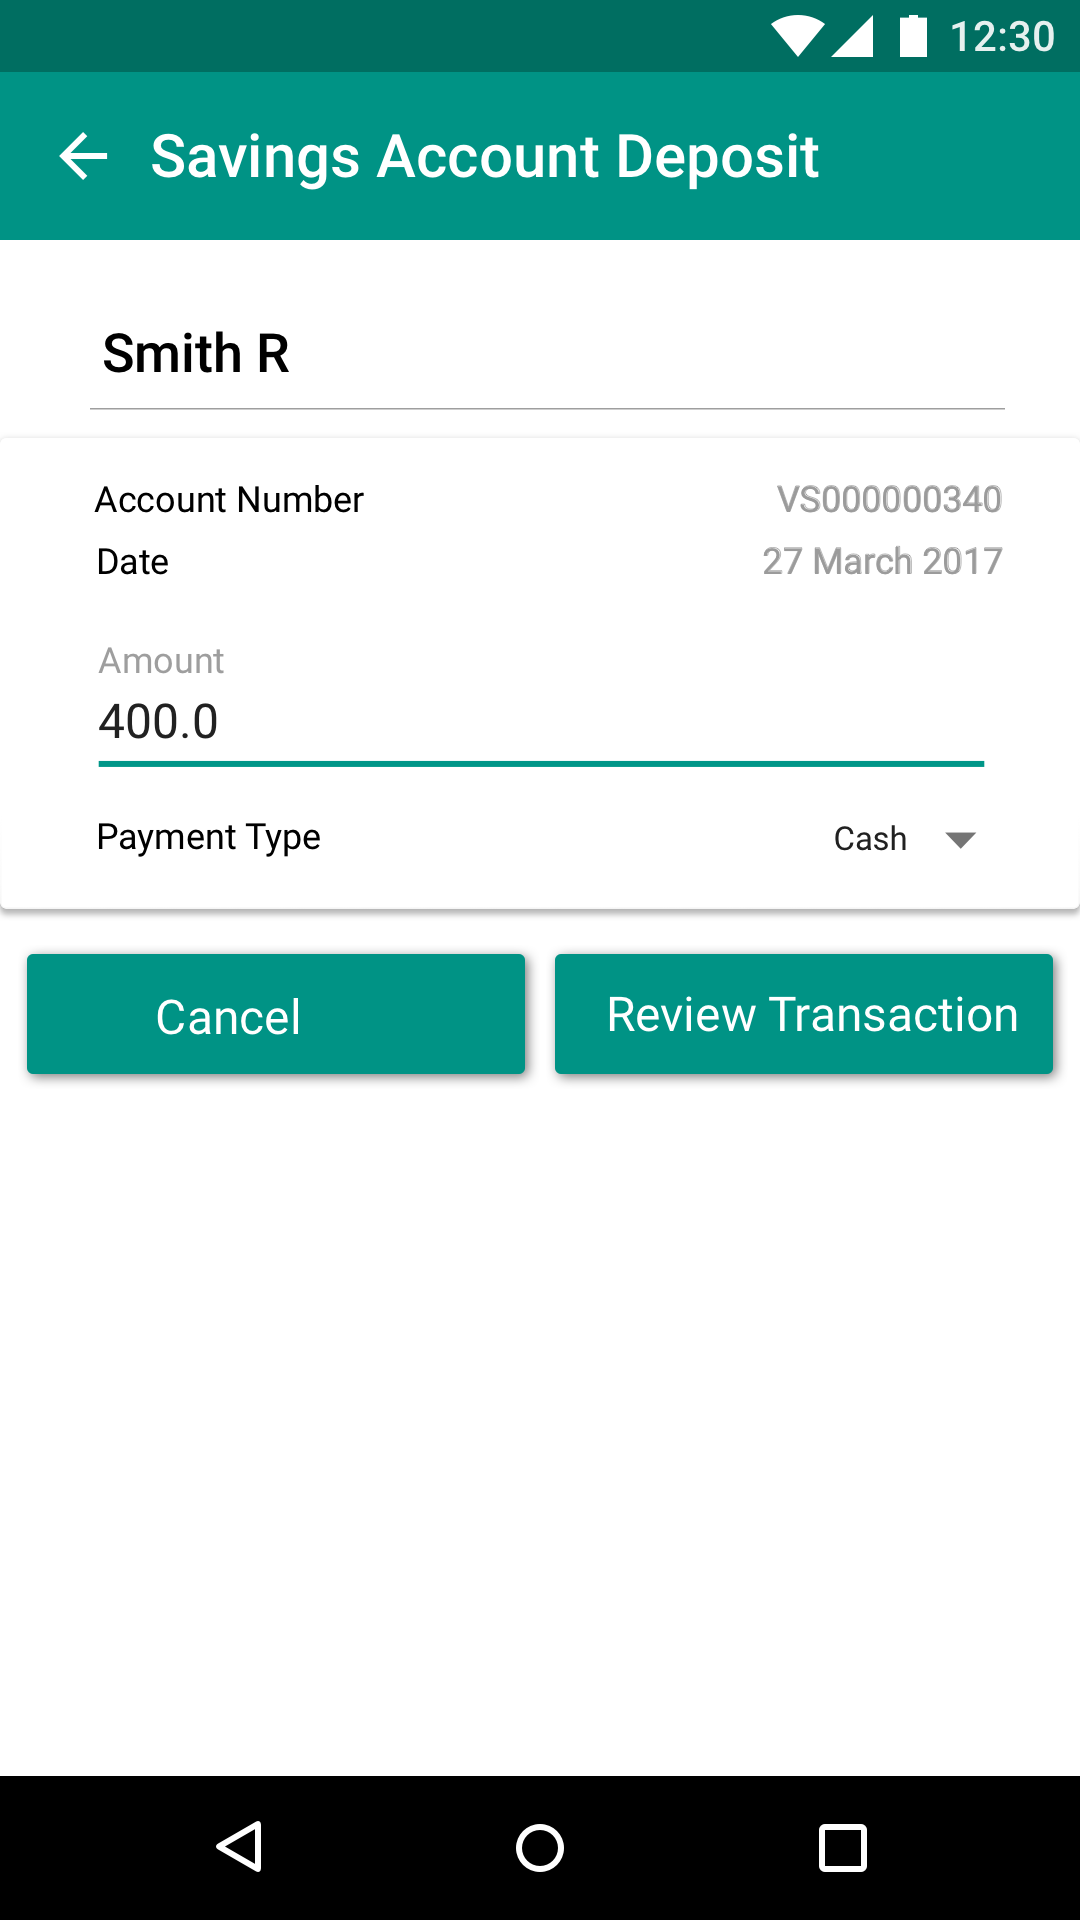 12:30
Savings Account Deposit
Smith R
Account Number VS000000340
Date 27 March 2017
Amount
400.0
Payment Type Cash
Cancel Review Transaction